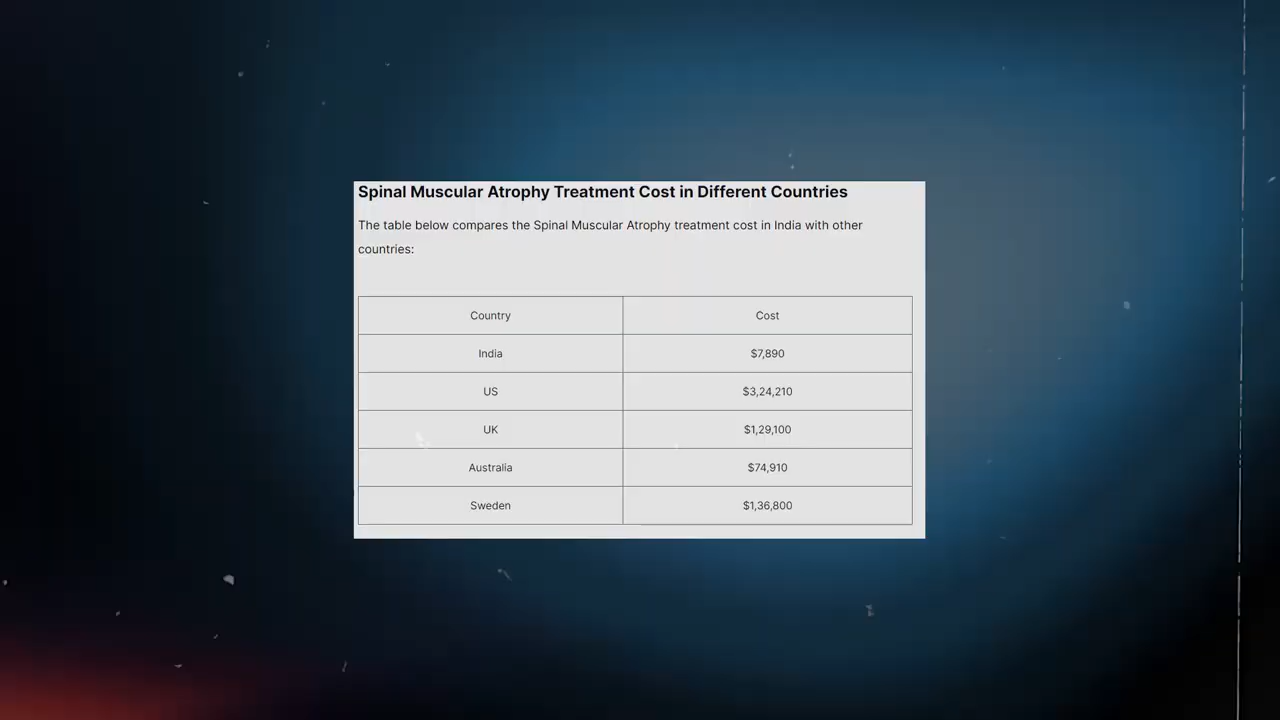 Spinal Muscular Atrophy Treatment Cost in Different Countries
The table below compares the Spinal Muscular Atrophy treatment cost in India with other
countries:
Country Cost
India $7,890
US $3,24,210
UK $1,29,100
Australia $74,910
Sweden $1,36,800